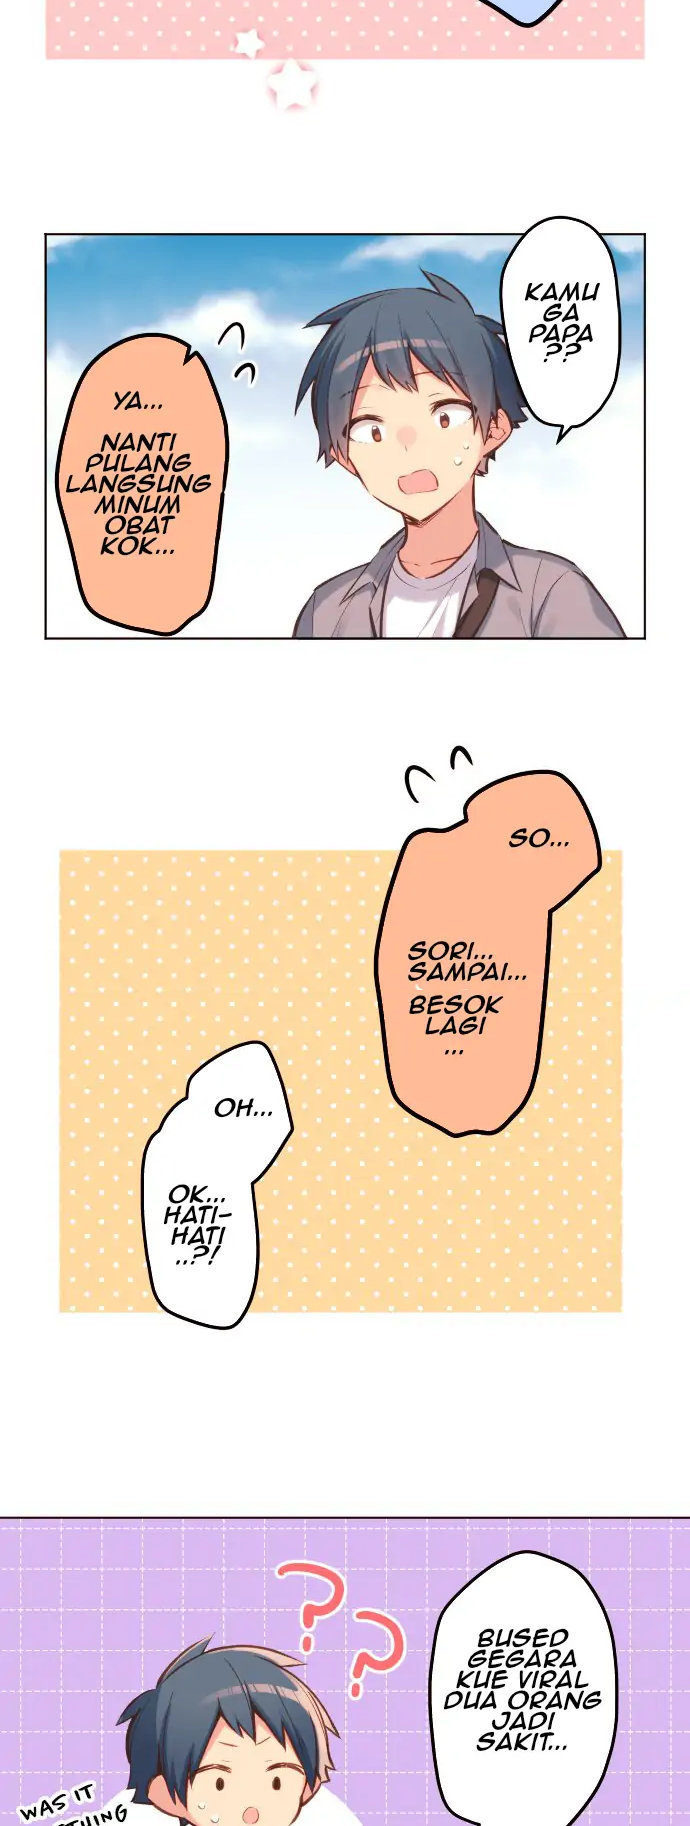 KAMU
GA
PAPA
??
YA...
NANTI
PULANG
LANGSUNG
MINUM
OBAT
KOK...
SO...
SORI...
SAMPAI...
BESOK
LAGI
...
OH...
OK...
HATI-
HATI
..?!
??
BUSED
GEGARA
KUE VIRAL
DUA ORANG
JADI
SAKIT...
WAS IT